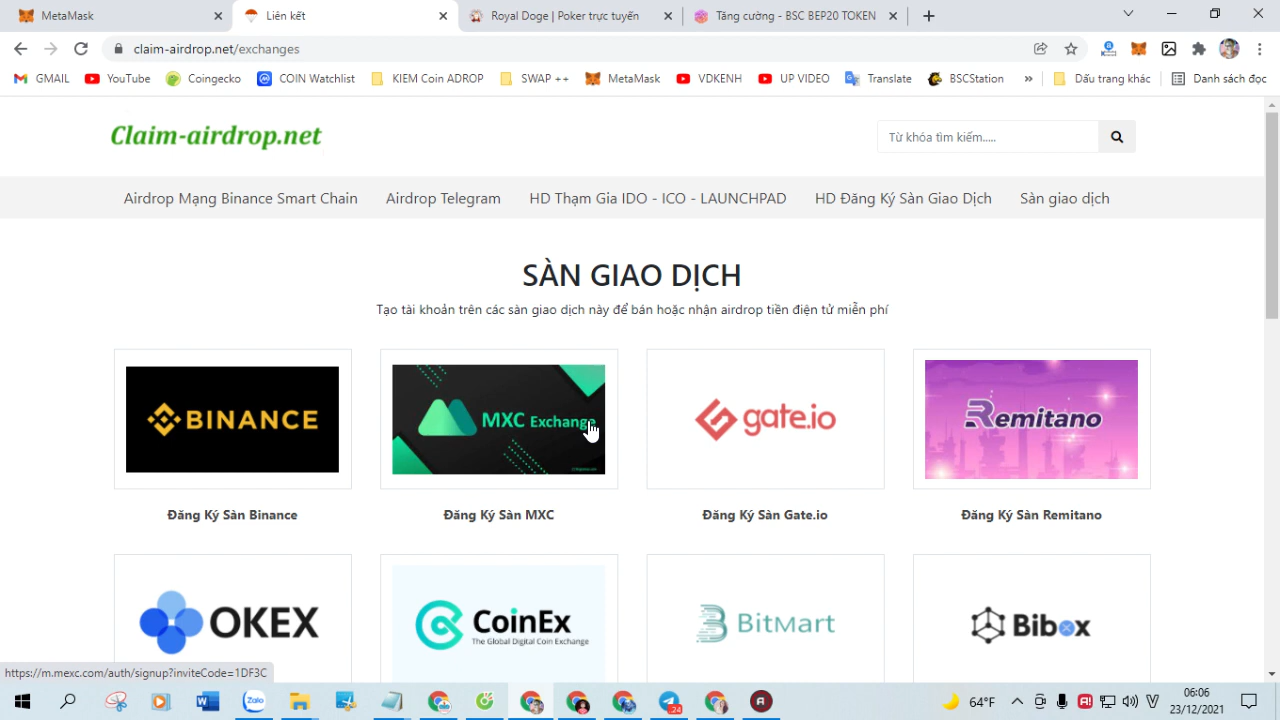 MetaMask
Liên kết
Royal Doge | Poker trực tuyến
Tăng cường - BSC BEP20 TOKEN
claim-airdrop.net/exchanges
GMAIL
YouTube
Coingecko
COIN Watchlist
KIEM Coin ADROP
SWAP ++
MetaMask
VDKENH
UP VIDEO
Translate
BSCStation
»
Dấu trang khác
Danh sách đọc
Claim-airdrop.net
Từ khóa tìm kiếm.....
Airdrop Mạng Binance Smart Chain
Airdrop Telegram
HD Thạm Gia IDO - ICO - LAUNCHPAD
HD Đăng Ký Sàn Giao Dịch
Sàn giao dịch
SÀN GIAO DỊCH
Tạo tài khoản trên các sàn giao dịch này để bán hoặc nhận airdrop tiền điện tử miễn phí
BINANCE
MXC Exchange
gate.io
Remitano
Đăng Ký Sàn Binance
Đăng Ký Sàn MXC
Đăng Ký Sàn Gate.io
Đăng Ký Sàn Remitano
OKEX
CoinEx
The Global Digital Coin Exchange
BitMart
Bibox
https://m.mexc.com/auth/signup?inviteCode=1DF3C
Zalo
24
64°F
06:06
23/12/2021